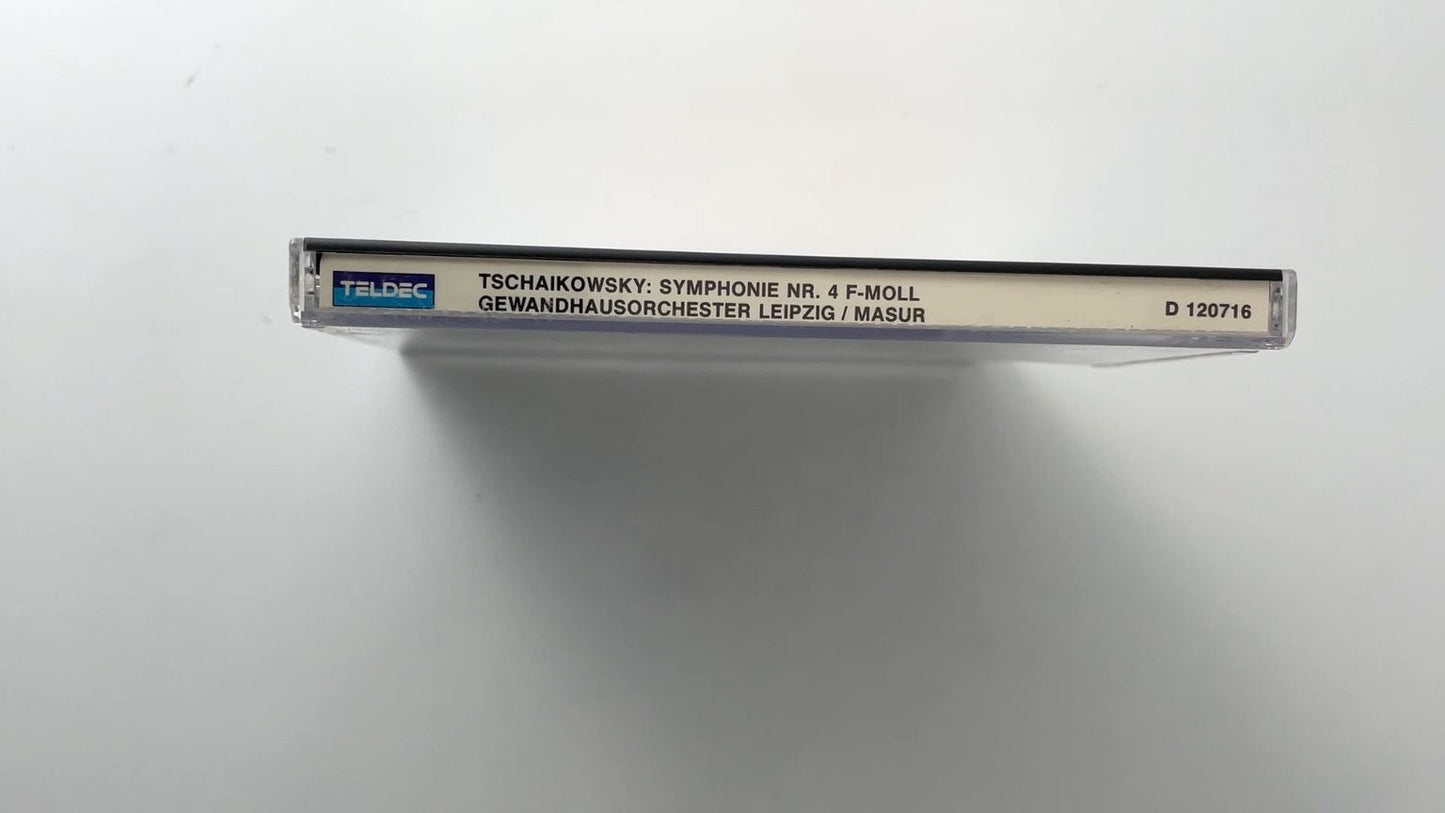 TELDEC
TSCHAIKOWSKY: SYMPHONIE NR. 4 F-MOLL
GEWANDHAUSORCHESTER LEIPZIG / MASUR
D 120716